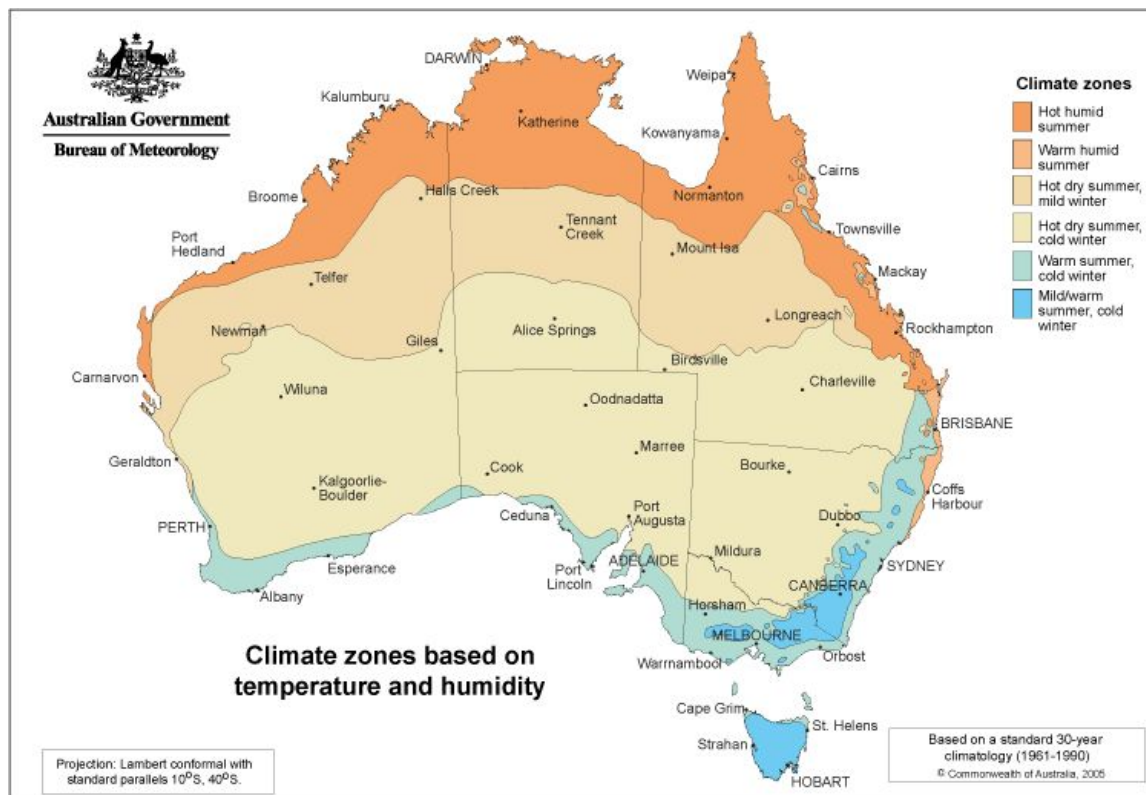 Australian Government
Bureau of Meteorology
Climate zones
Hot humid
summer
Warm humid
summer
Hot dry summer,
mild winter
Hot dry summer,
cold winter
Warm summer,
cold winter
Mild/warm
summer, cold
winter
DARWIN
Weipa
Kalumburu
Katherine
Kowanyama
Cairns
Broome
Halls Creek
Normanton
Tennant
Creek
Townsville
Port
Hedland
Mount Isa
Telfer
Mackay
Newman
Giles
Alice Springs
Longreach
Rockhampton
Birdsville
Carnarvon
Wiluna
Oodnadatta
Charleville
BRISBANE
Marree
Geraldton
Bourke
Kalgoorlie-
Boulder
Cook
Coffs
Harbour
PERTH
Ceduna
Port
Augusta
Dubbo
Esperance
Port
Lincoln
ADELAIDE
Mildura
SYDNEY
Albany
CANBERRA
Horsham
MELBOURNE
Orbost
Warrnambool
Climate zones based on
temperature and humidity
Cape Grim
St. Helens
Strahan
HOBART
Projection: Lambert conformal with
standard parallels 10°S, 40°S.
Based on a standard 30-year
climatology (1961-1990)
© Commonwealth of Australia, 2005